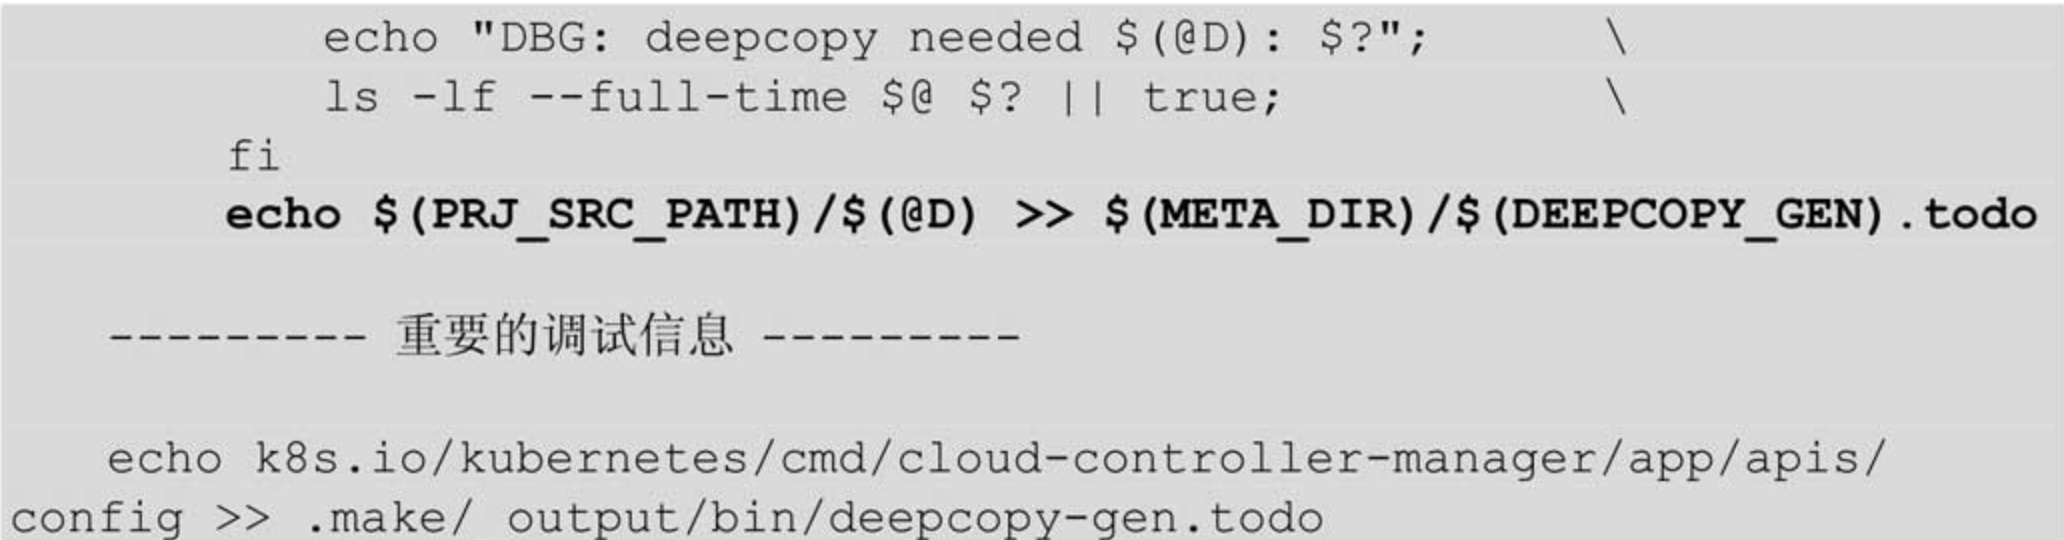 echo "DBG: deepcopy needed $(@D): $?"; \
ls -lf --full-time $@ $? || true; \
fi
echo $(PRJ_SRC_PATH)/$(@D) >> $(META_DIR)/$(DEEPCOPY_GEN).todo
--------- 重要的调试信息 ---------
echo k8s.io/kubernetes/cmd/cloud-controller-manager/app/apis/
config >> .make/ output/bin/deepcopy-gen.todo